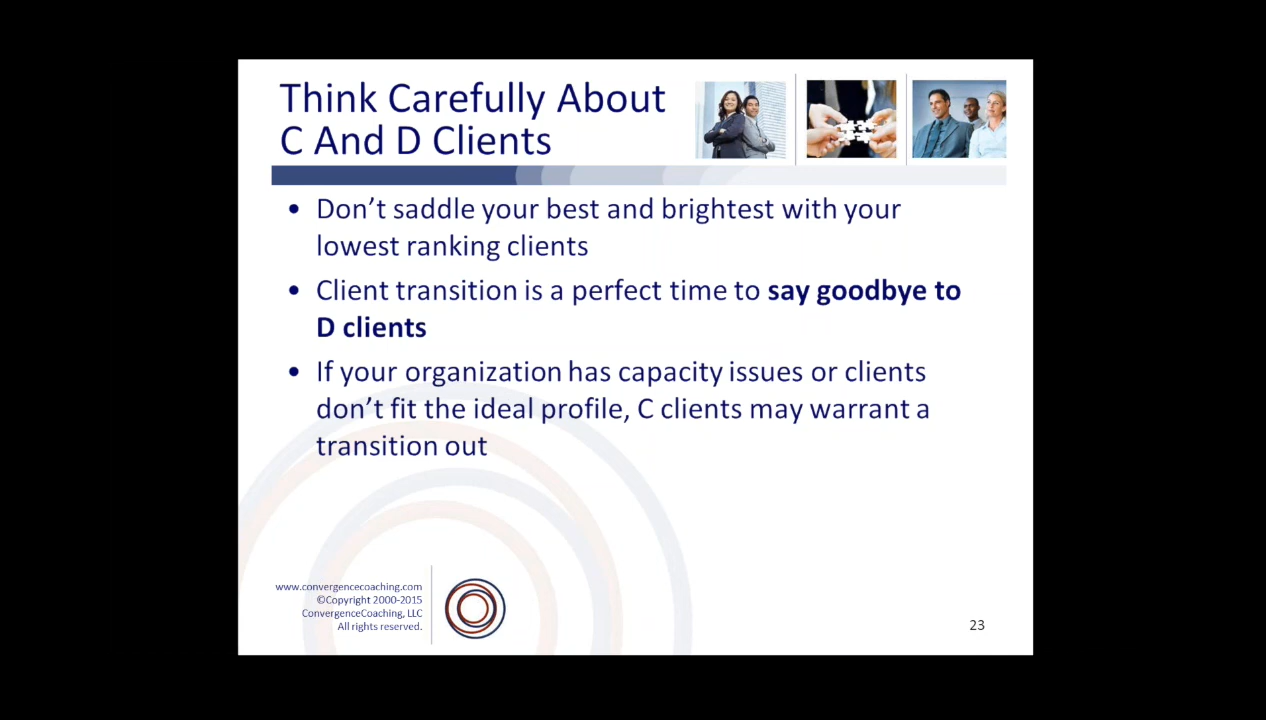 Think Carefully About
C And D Clients
• Don’t saddle your best and brightest with your
lowest ranking clients
• Client transition is a perfect time to say goodbye to
D clients
• If your organization has capacity issues or clients
don’t fit the ideal profile, C clients may warrant a
transition out
www.convergencecoaching.com
©Copyright 2000-2015
ConvergenceCoaching, LLC
All rights reserved.
23